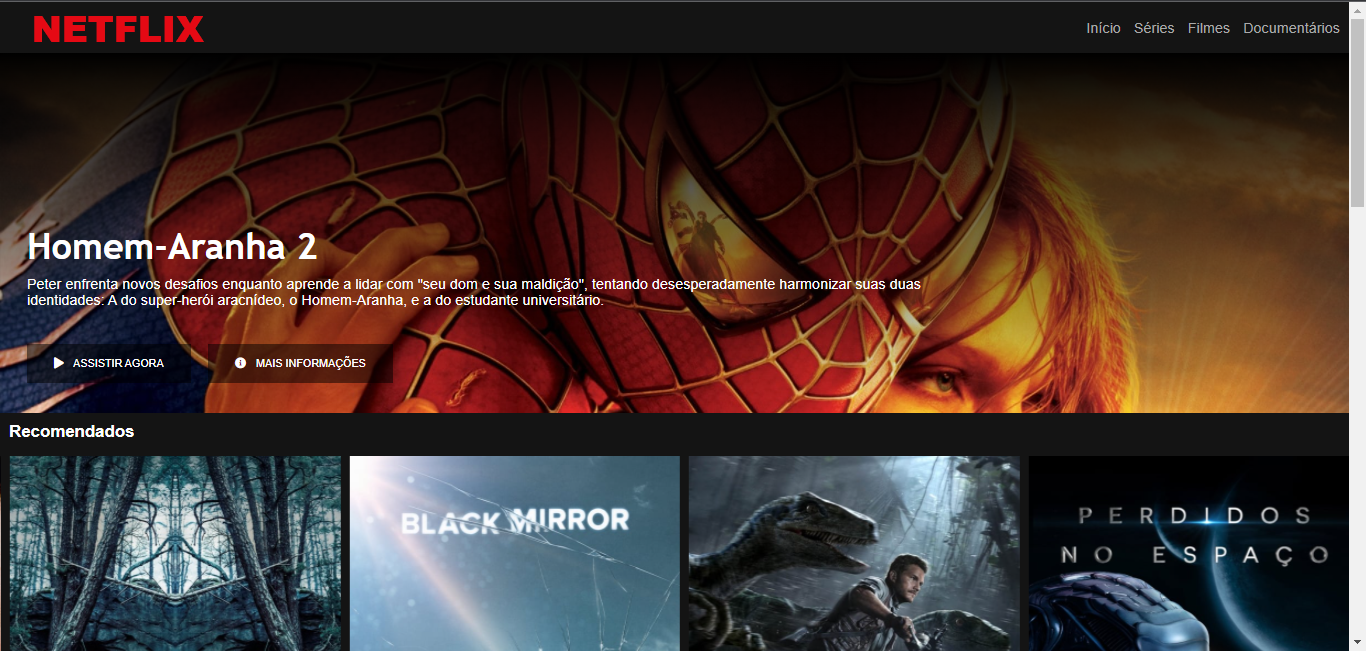 NETFLIX
Início Séries Filmes Documentários
Homem-Aranha 2
Peter enfrenta novos desafios enquanto aprende a lidar com "seu dom e sua maldição", tentando desesperadamente harmonizar suas duas
identidades. A do super-herói aracnídeo, o Homem-Aranha, e a do estudante universitário.
ASSISTIR AGORA MAIS INFORMAÇÕES
Recomendados
BLACK MIRROR
PERDIDOS
NO ESPAÇO